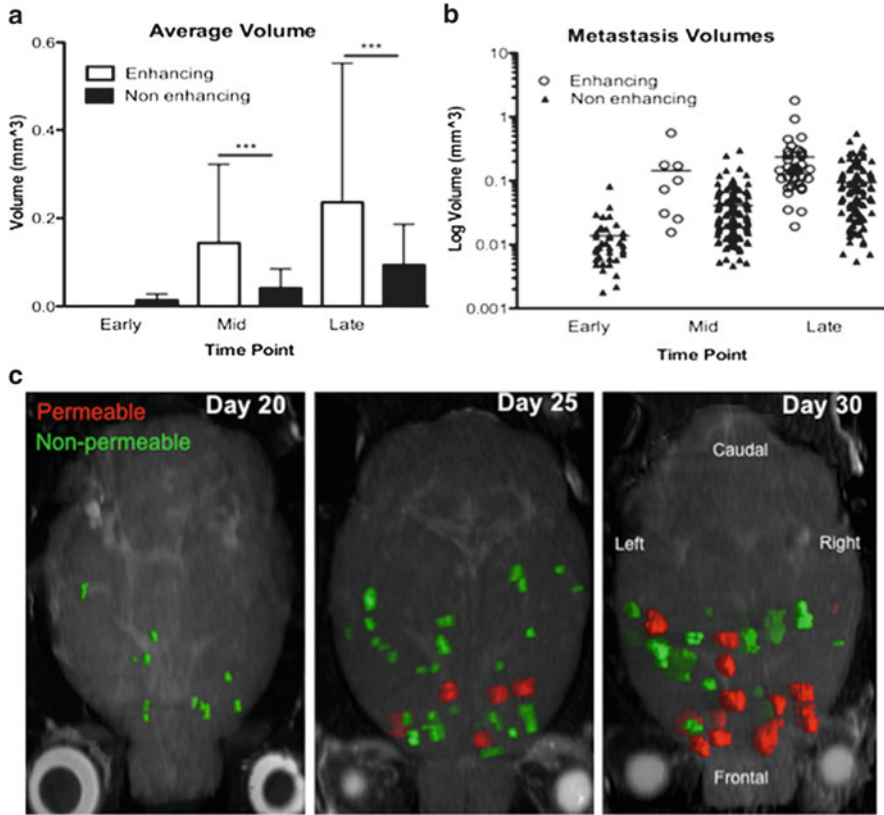 a
Average Volume
0.6
0.4
0.2
0.0
Volume (mm^3)
Enhancing
Non enhancing
***
***
Early
Mid
Late
Time Point
b
Metastasis Volumes
10
1
0.1
0.01
0.001
Log Volume (mm^3)
Enhancing
Non enhancing
Early
Mid
Late
Time Point
c
Permeable
Non-permeable
Day 20
Day 25
Day 30
Caudal
Left
Right
Frontal